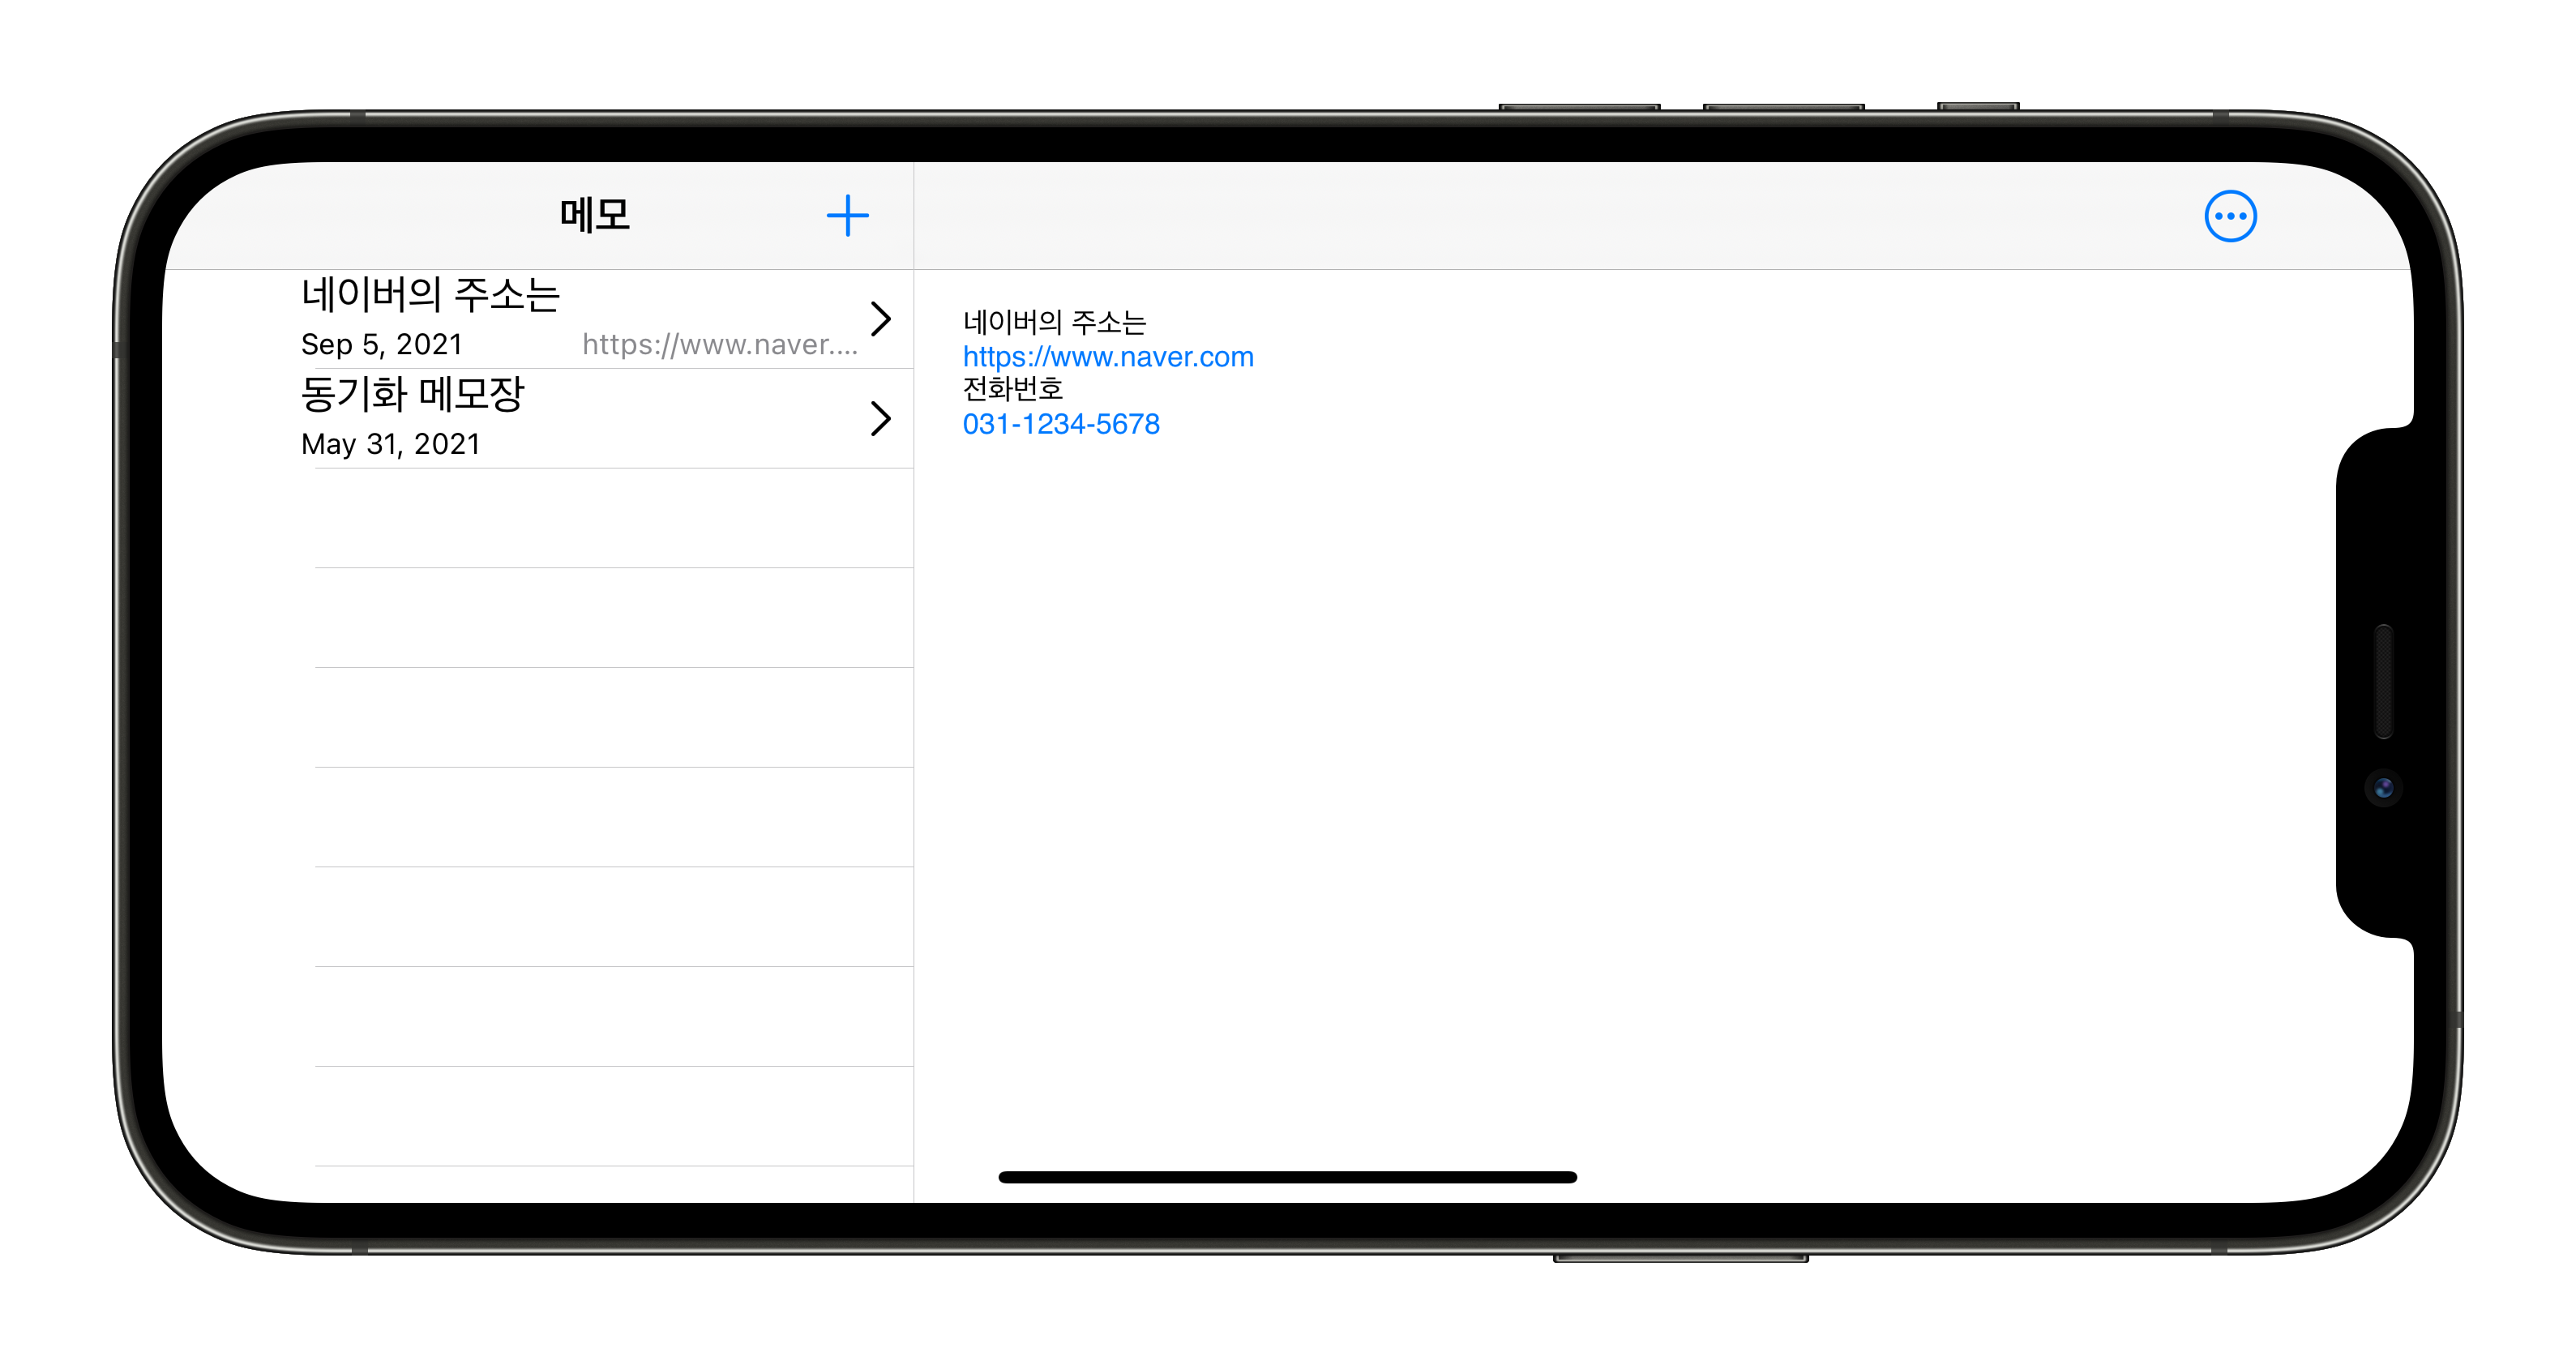 메모
네이버의 주소는
Sep 5, 2021 https://www.naver....
동기화 메모장
May 31, 2021
네이버의 주소는
https://www.naver.com
전화번호
031-1234-5678